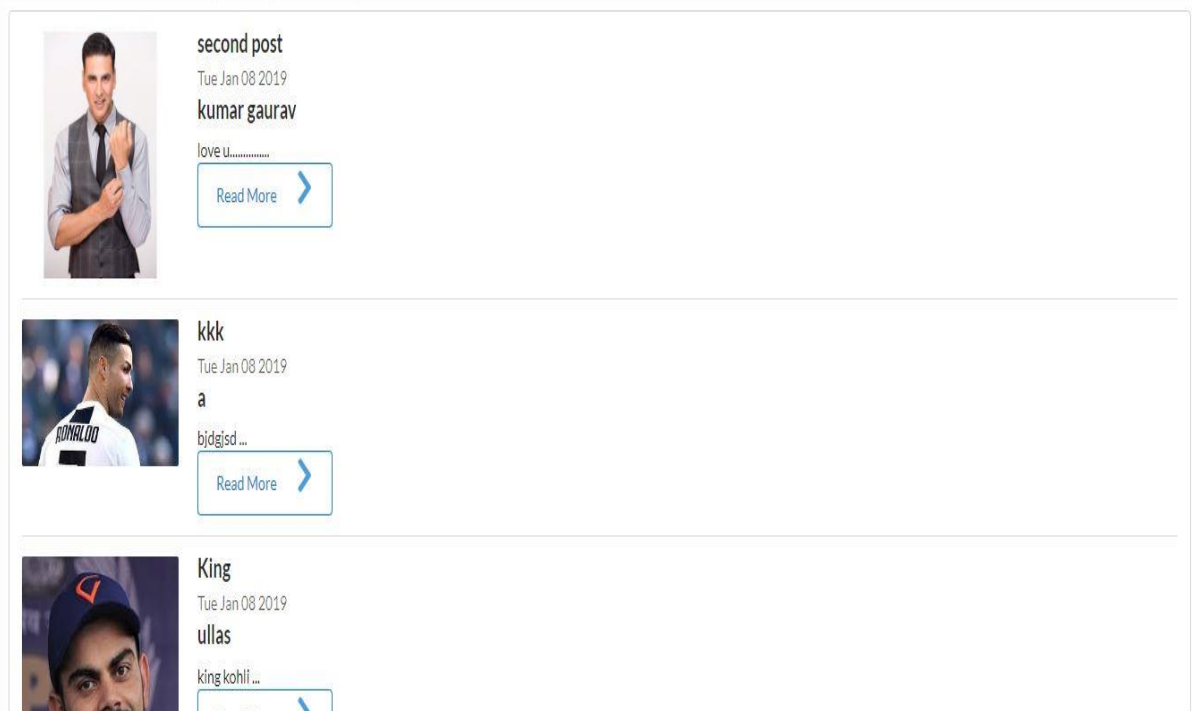 second post
Tue Jan 08 2019
kumar gaurav
love u..............
Read More
kkk
Tue Jan 08 2019
a
bjdgjsd ...
RONALDO
7
Read More
King
Tue Jan 08 2019
ullas
king kohli ...